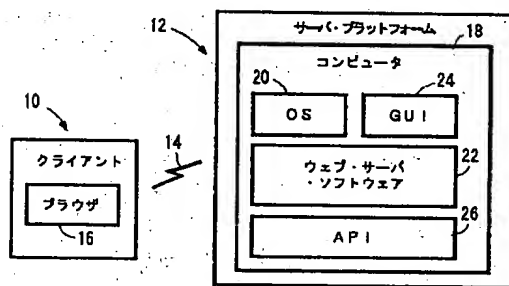 12
サーバ・プラットフォーム
18
コンピュータ
20
24
OS
GUI
10
14
クライアント
ブラウザ
16
ウェブ・サーバ
・ソフトウェア
22
26
API